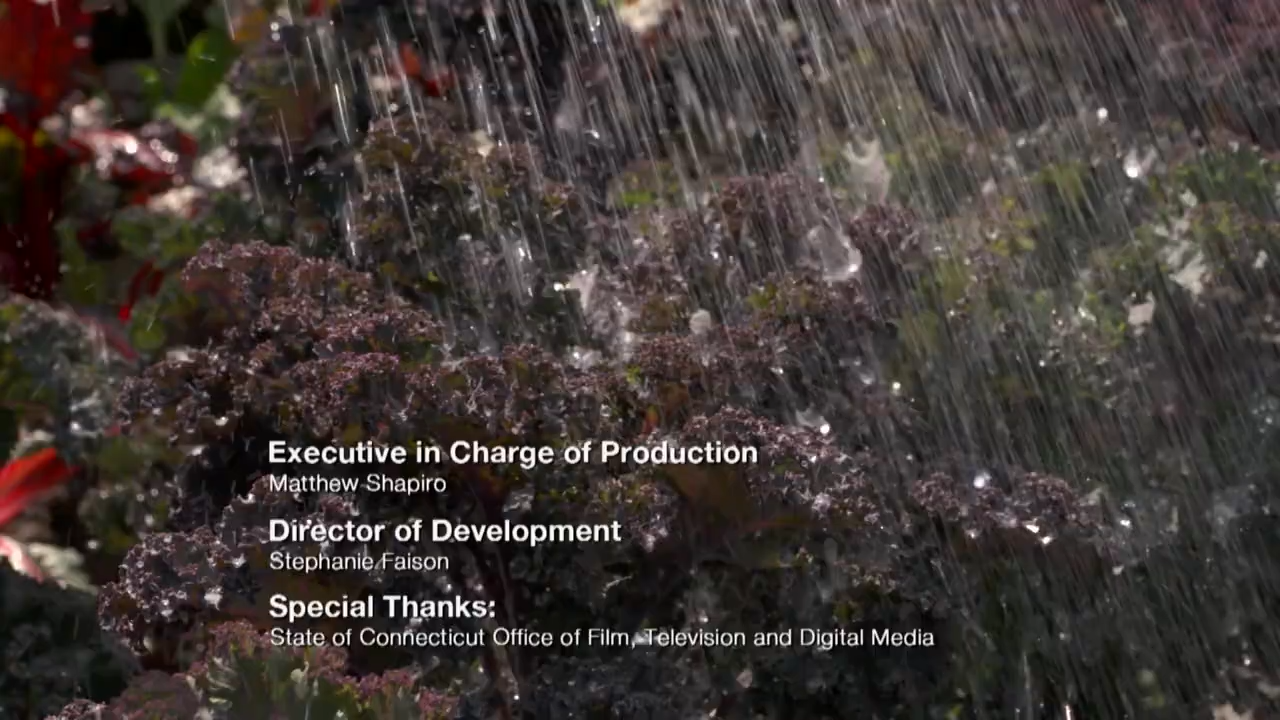 Executive in Charge of Production
Matthew Shapiro
Director of Development
Stephanie Faison
Special Thanks:
State of Connecticut Office of Film, Television and Digital Media